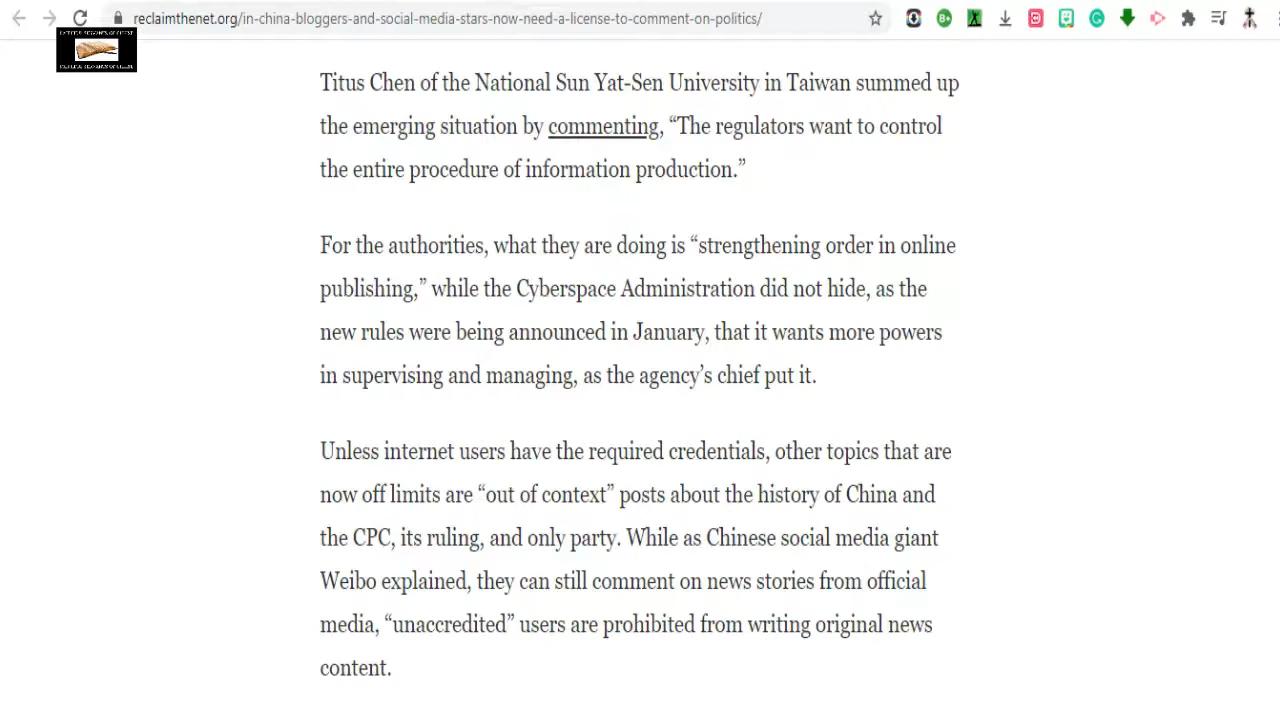 reclaimthenet.org/in-china-bloggers-and-social-media-stars-now-need-a-license-to-comment-on-politics/
Titus Chen of the National Sun Yat-Sen University in Taiwan summed up
the emerging situation by commenting, “The regulators want to control
the entire procedure of information production.”
For the authorities, what they are doing is “strengthening order in online
publishing,” while the Cyberspace Administration did not hide, as the
new rules were being announced in January, that it wants more powers
in supervising and managing, as the agency’s chief put it.
Unless internet users have the required credentials, other topics that are
now off limits are “out of context” posts about the history of China and
the CPC, its ruling, and only party. While as Chinese social media giant
Weibo explained, they can still comment on news stories from official
media, “unaccredited” users are prohibited from writing original news
content.